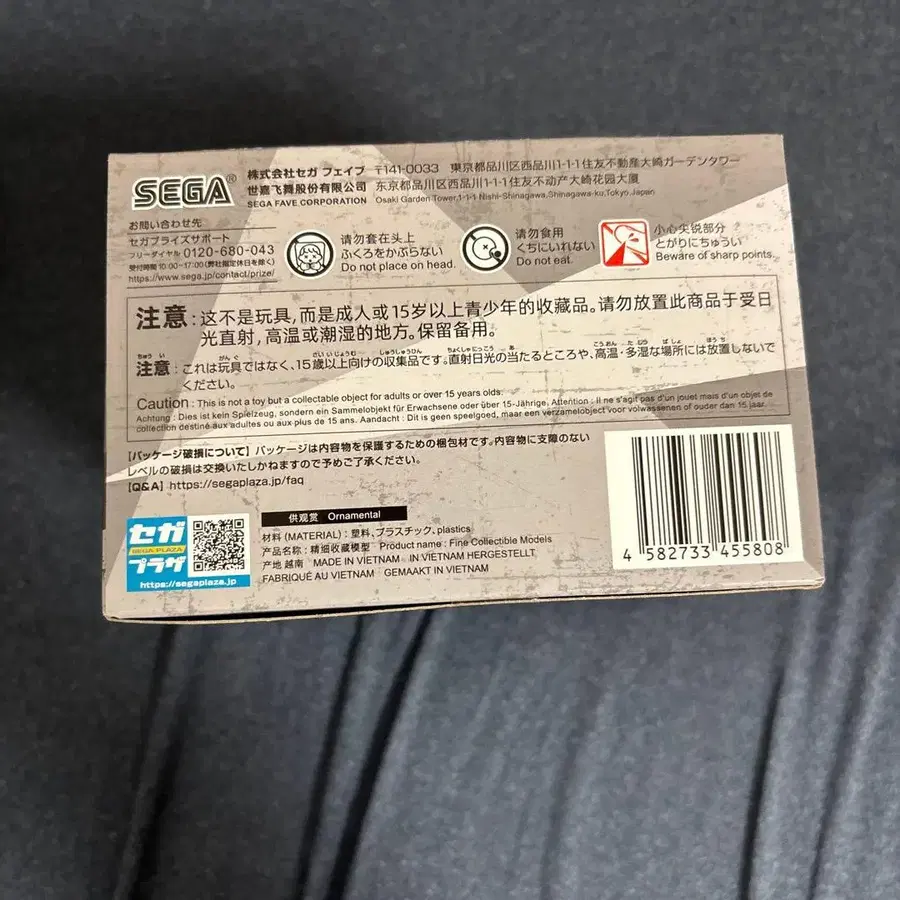 SEGA®
株式会社セガ フェイブ 〒141-0033 東京都品川区西品川1-1-1住友不動産大崎ガーデンタワー
世嘉飞舞股份有限公司 东京都品川区西品川1-1-1住友不动产大崎花园大厦
SEGA FAVE CORPORATION Osaki Garden Tower,1-1-1 Nishi-Shinagawa,Shinagawa-ku,Tokyo,Japan
お問い合わせ先
セガプライズサポート
フリーダイヤル 0120-680-043
受付時間 10:00~17:00(弊社指定休日を除く)
https://www.sega.jp/contact/prize/
请勿套在头上
ふくろをかぶらない
Do not place on head.
请勿食用
くちにいれない
Do not eat.
小心尖锐部分
とがりにちゅうい
Beware of sharp points.
注意:这不是玩具,而是成人或15岁以上青少年的收藏品。请勿放置此商品于受日
光直射,高温或潮湿的地方。保留备用。
注意:これは玩具ではなく、15歳以上向けの収集品です。直射日光の当たるところや、高温・多湿な場所には放置しないで
ください。
Caution : This is not a toy but a collectable object for adults or over 15 years olds.
Achtung : Dies ist kein Spielzeug, sondern ein Sammelobjekt für Erwachsene oder über 15-Jährige, Attention : Il ne s'agit pas d'un jouet mais d'un objet de
collection destiné aux adultes ou aux plus de 15 ans. Aandacht : Dit is geen speelgoed, maar een verzamelobject voor volwassenen of ouder dan 15 jaar.
【パッケージ破損について】パッケージは内容物を保護するための梱包材です。内容物に支障のない
レベルの破損は交換いたしかねますので予めご了承ください。
【Q&A】https://segaplaza.jp/faq
セガ
SEGA PLAZA
プラザ
https://segaplaza.jp
供观赏 Ornamental
材料 (MATERIAL) : 塑料、プラスチック、plastics
产品名称 : 精细收藏模型 Product name : Fine Collectible Models
产地 越南 MADE IN VIETNAM IN VIETNAM HERGESTELLT
FABRIQUÉ AU VIETNAM GEMAAKT IN VIETNAM
4 582733 455808